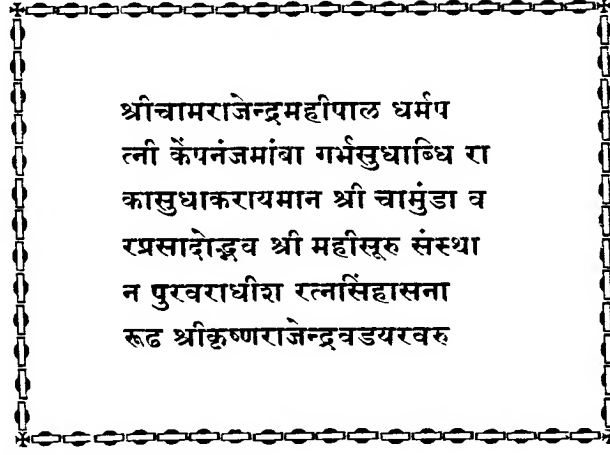 श्रीचामराजेन्द्रमहीपाल धर्मप
त्नी केंपनंजमांबा गर्भसुधाब्धि रा
कासुधाकरायमान श्री चामुंडा व
रप्रसादोद्भव श्री महीसूरु संस्था
न पुरवराधीश रत्नसिंहासना
रूढ श्रीकृष्णराजेन्द्रवडयरवरु